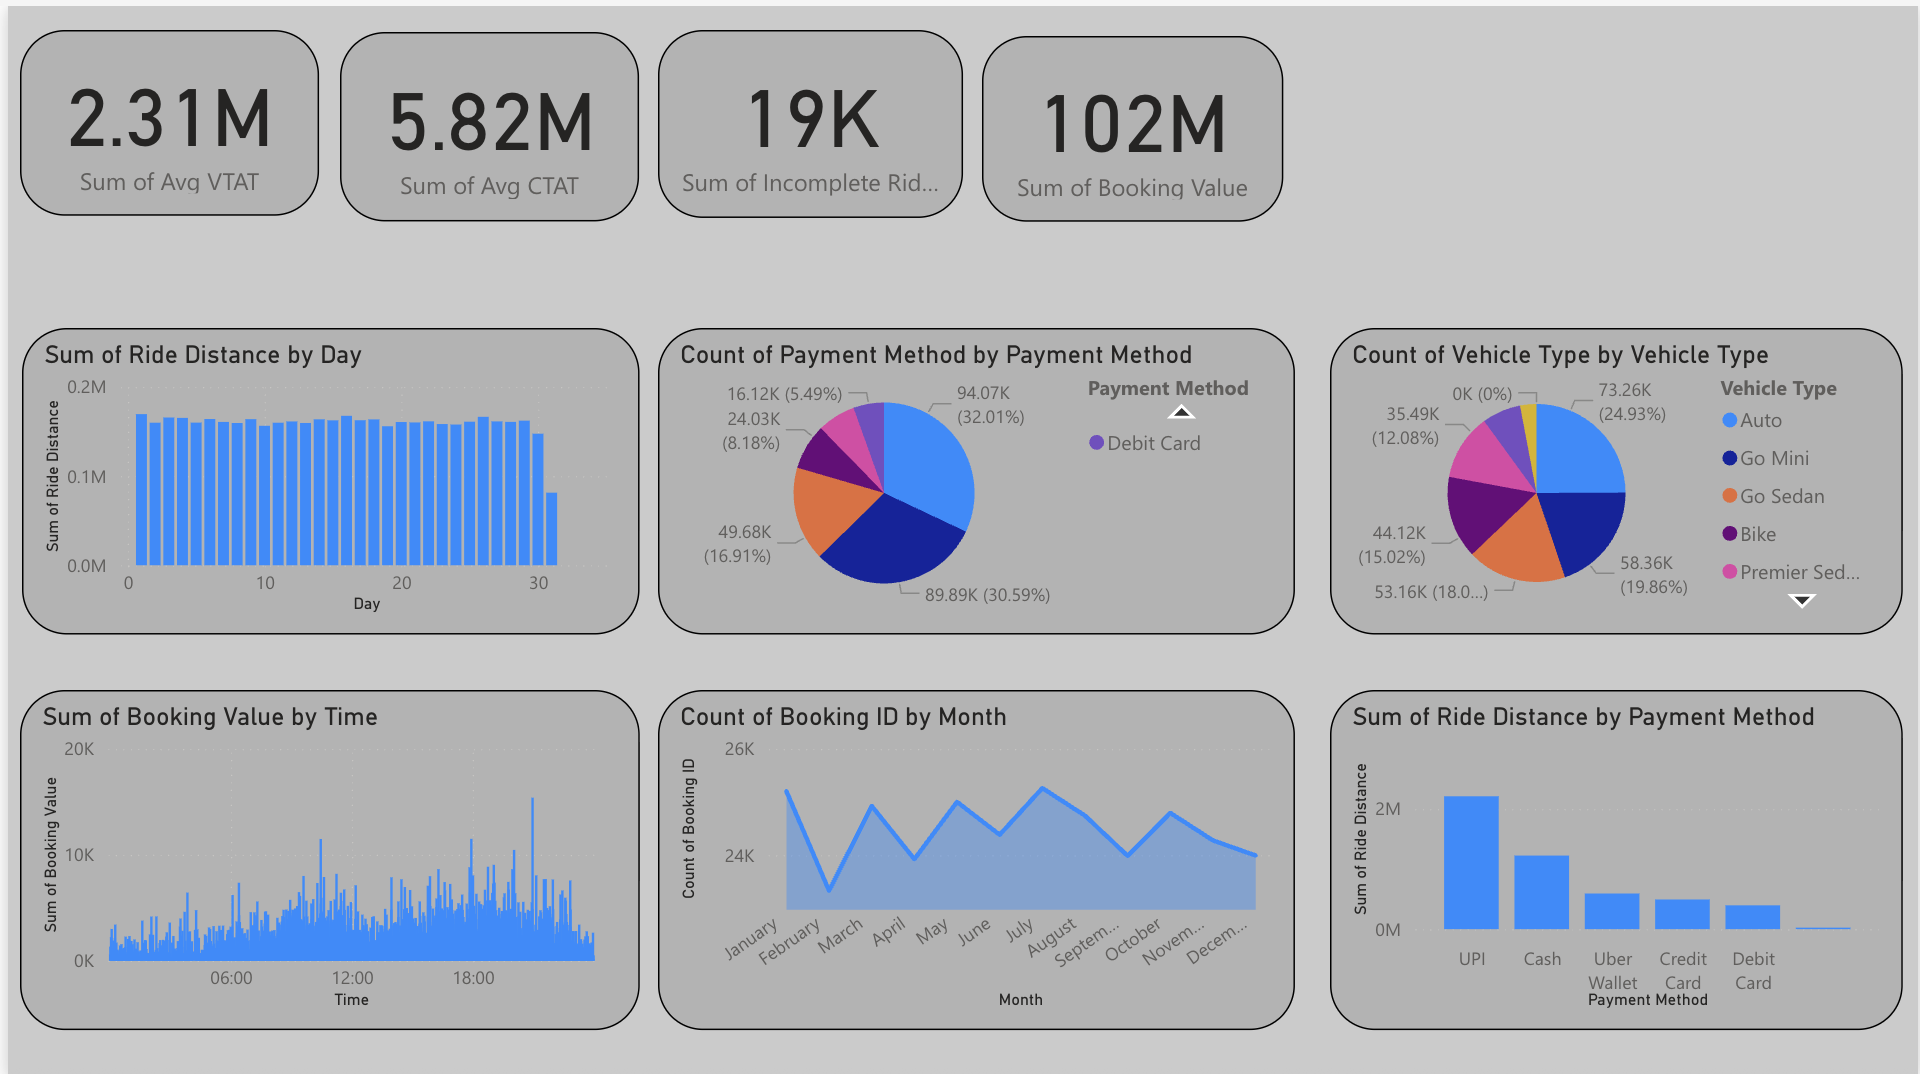 2.31M
Sum of Avg VTAT
5.82M
Sum of Avg CTAT
19K
Sum of Incomplete Rid...
102M
Sum of Booking Value
Sum of Ride Distance by Day
Sum of Ride Distance
0.2M
0.1M
0.0M
0
10
20
30
Day
Count of Payment Method by Payment Method
16.12K (5.49%)
24.03K
(8.18%)
49.68K
(16.91%)
94.07K
(32.01%)
89.89K (30.59%)
Payment Method
Debit Card
Count of Vehicle Type by Vehicle Type
0K (0%)
35.49K
(12.08%)
44.12K
(15.02%)
53.16K (18.0...)
73.26K
(24.93%)
58.36K
(19.86%)
Vehicle Type
Auto
Go Mini
Go Sedan
Bike
Premier Sed...
Sum of Booking Value by Time
Sum of Booking Value
20K
10K
0K
06:00
12:00
18:00
Time
Count of Booking ID by Month
Count of Booking ID
26K
24K
January
February
March
April
May
June
July
August
Septem...
October
Novem...
Decem...
Month
Sum of Ride Distance by Payment Method
Sum of Ride Distance
2M
0M
UPI
Cash
Uber
Wallet
Credit
Card
Debit
Card
Payment Method